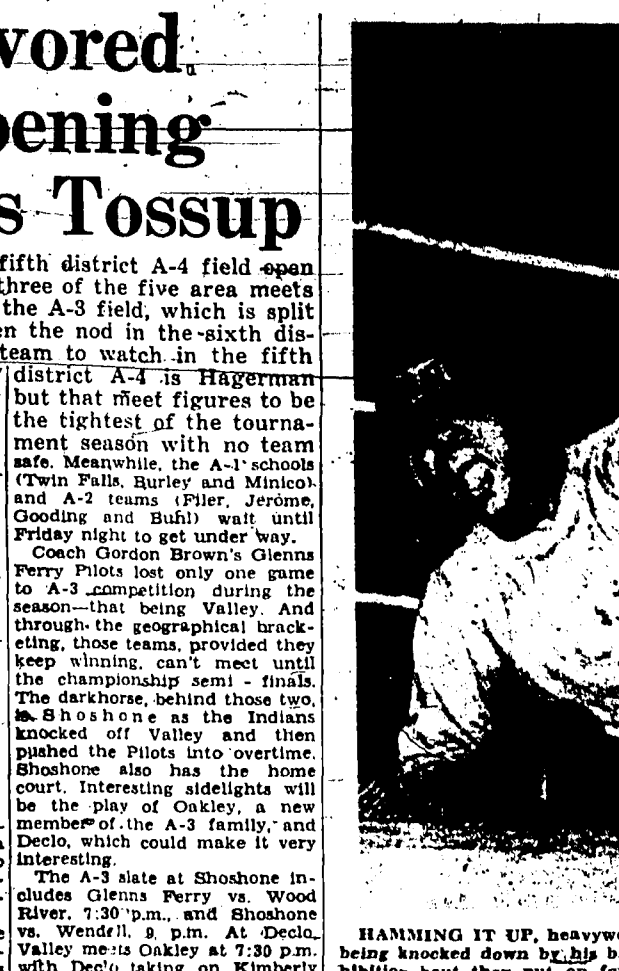 vored
pening
s Tossup
fifth district A-4 field open
three of the five area meets
the A-3 field, which is split
en the nod in the sixth dis-
team to watch in the fifth
district A-4 is Hagerman
but that meet figures to be
the tightest of the tourna-
ment season with no team
safe. Meanwhile, the A-1 schools
(Twin Falls, Burley and Minico)
and A-2 teams (Filer, Jerome,
Gooding and Buhl) wait until
Friday night to get under way.
Coach Gordon Brown's Glenns
Ferry Pilots lost only one game
to A-3 competition during the
season—that being Valley. And
through the geographical brack-
eting, those teams, provided they
keep winning, can't meet until
the championship semi - finals.
The darkhorse, behind those two,
is Shoshone as the Indians
knocked off Valley and then
pushed the Pilots into overtime.
Shoshone also has the home
court. Interesting sidelights will
be the play of Oakley, a new
member of the A-3 family, and
Declo, which could make it very
interesting.
The A-3 slate at Shoshone in-
cludes Glenns Ferry vs. Wood
River, 7:30 p.m., and Shoshone
vs. Wendell, 9 p.m. At Declo
Valley meets Oakley at 7:30 p.m.
with Declo taking on Kimberly
HAMMING IT UP, heavyw
being knocked down by his b